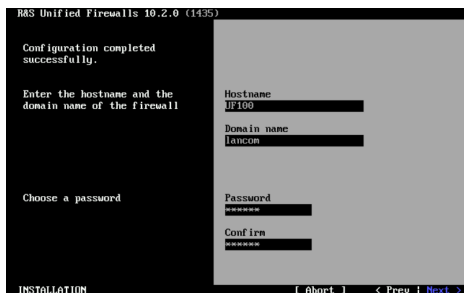 R&S Unified Firewalls 10.2.0 (1435)
Configuration completed
successfully.
Enter the hostname and the
domain name of the firewall
Hostname
UF100
Domain name
lancom
Choose a password
Password
******
Confirm
******
INSTALLATION
[ Abort ] < Prev | Next >